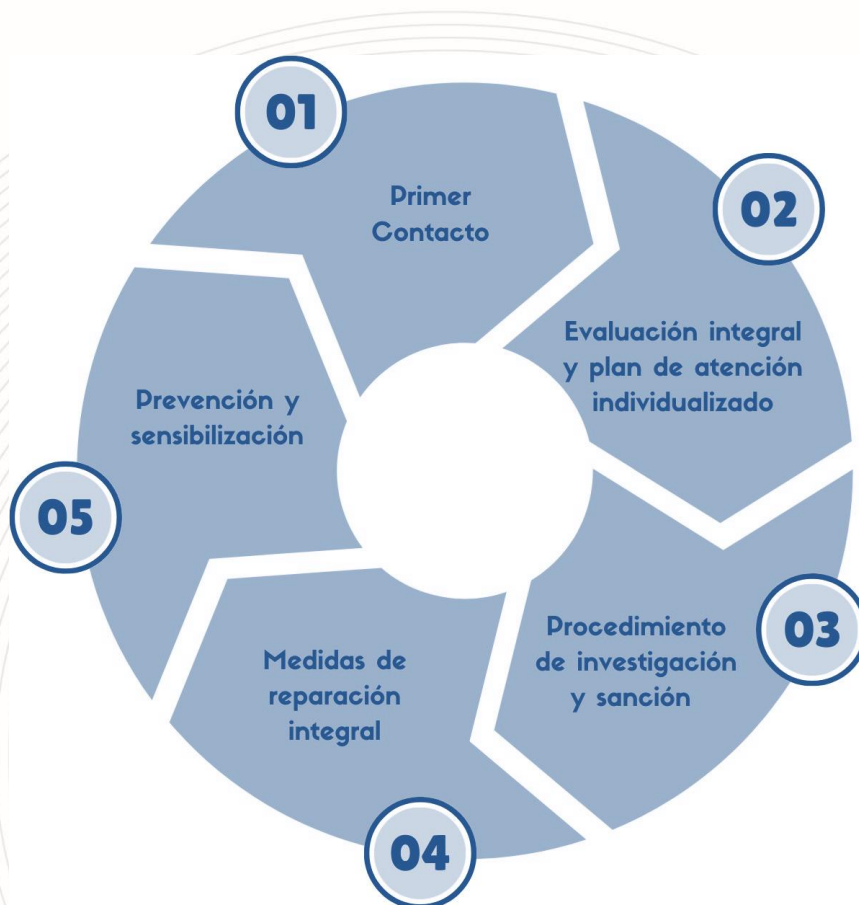 01
Primer
Contacto
02
Evaluación integral
y plan de atención
individualizado
03
Procedimiento
de investigación
y sanción
04
Medidas de
reparación
integral
05
Prevención y
sensibilización